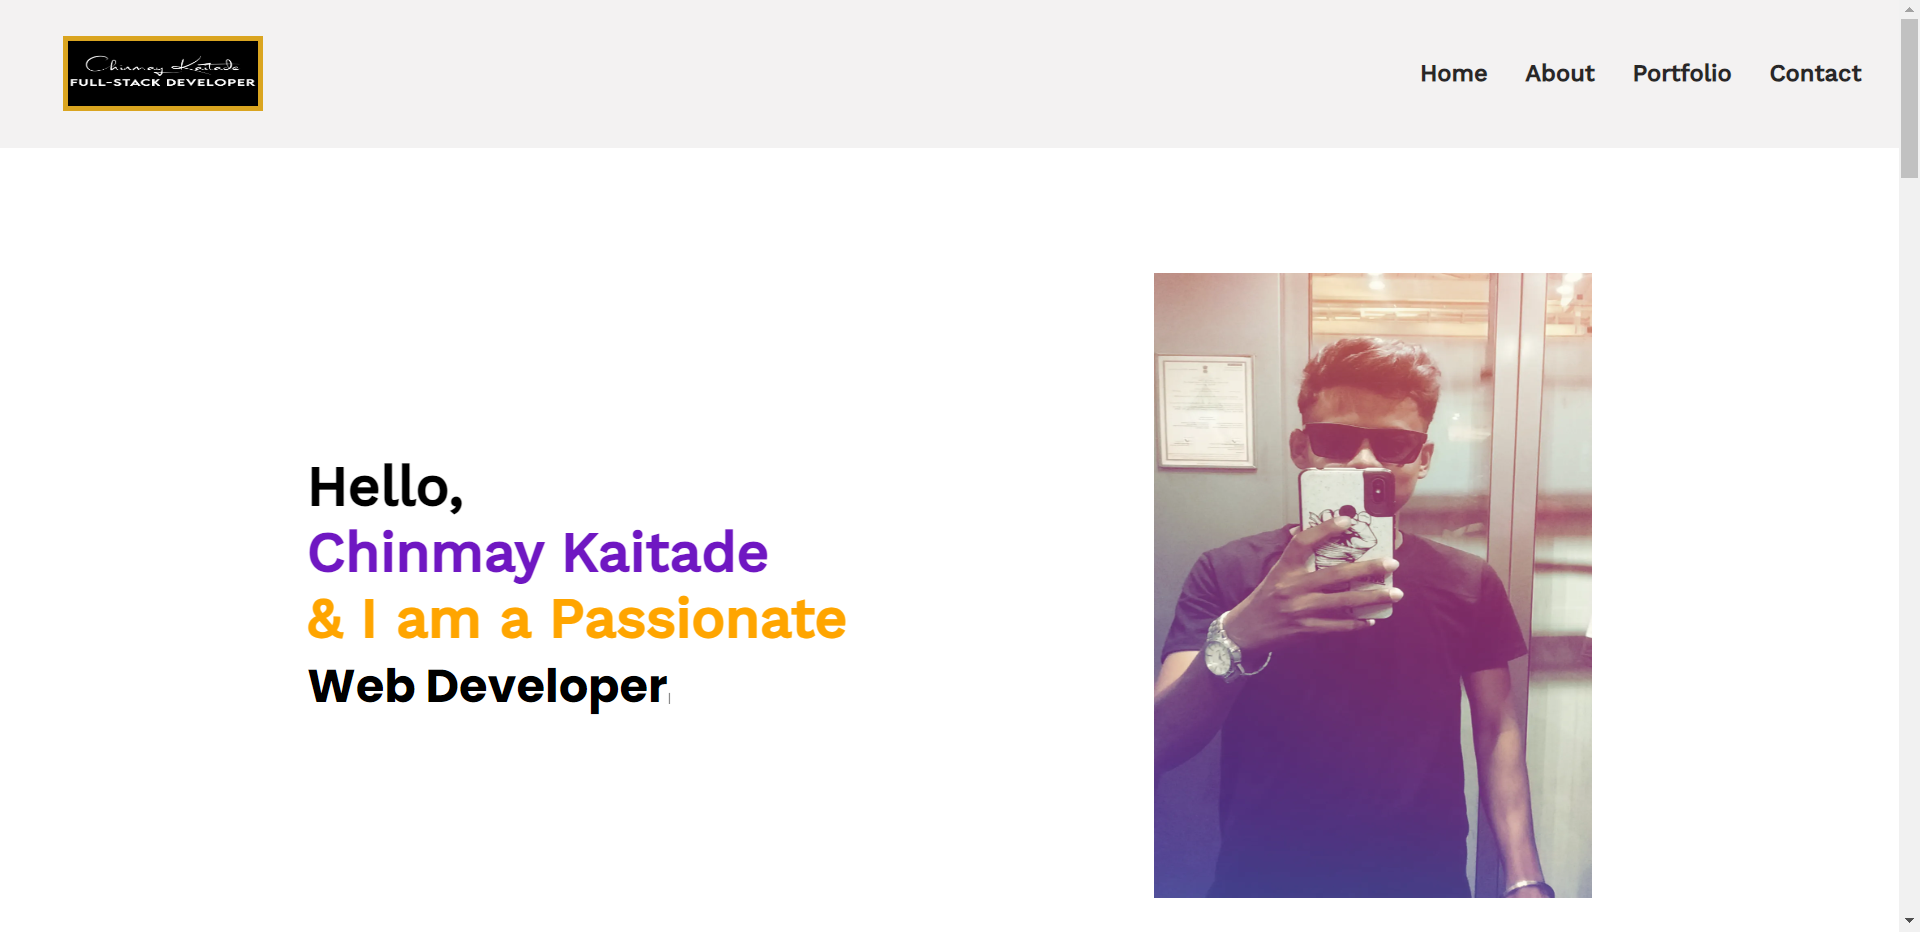 Chinmay Kaitade
FULL-STACK DEVELOPER
Home About Portfolio Contact
Hello,
Chinmay Kaitade
& I am a Passionate
Web Developer